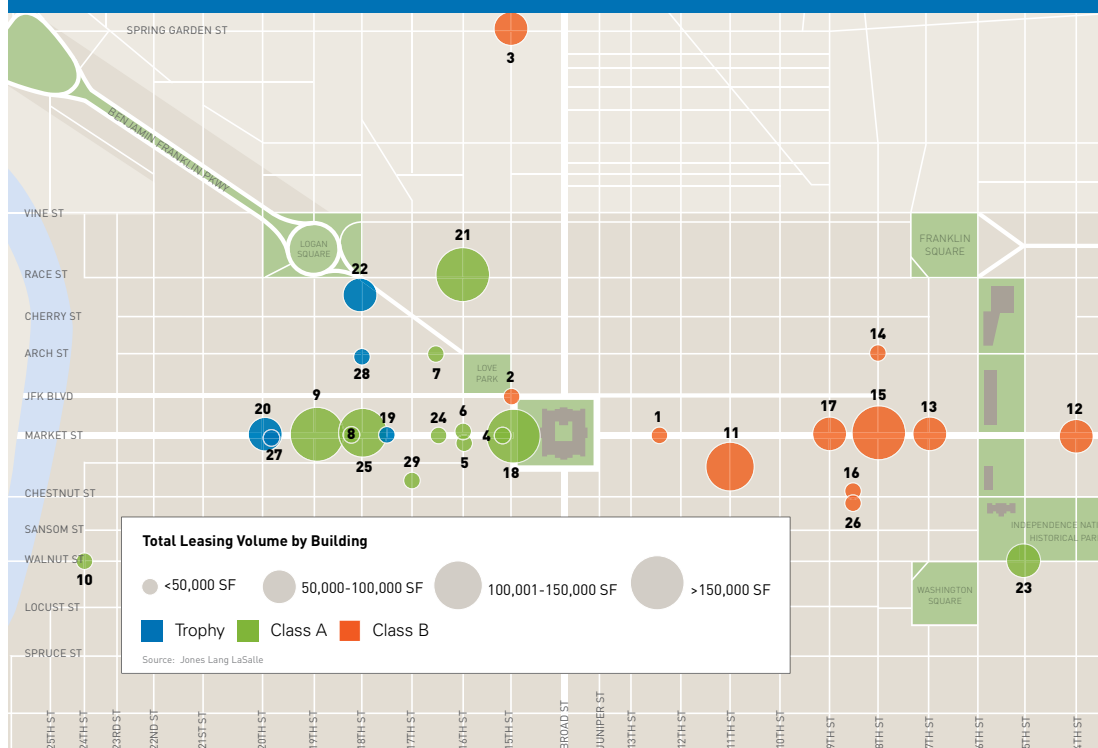 SPRING GARDEN ST
3
BENJAMIN FRANKLIN PKWY
VINE ST
LOGAN
SQUARE
21
FRANKLIN
SQUARE
RACE ST
22
CHERRY ST
ARCH ST
28
7
LOVE
PARK
2
14
JFK BLVD
9
20
6
19
24
1
17
15
13
12
MARKET ST
8
4
27
25
5
18
11
29
16
CHESTNUT ST
26
SANSOM ST
INDEPENDENCE NATI
HISTORICAL PARK
WALNUT ST
10
23
LOCUST ST
WASHINGTON
SQUARE
SPRUCE ST
Total Leasing Volume by Building
<50,000 SF
50,000-100,000 SF
100,001-150,000 SF
>150,000 SF
Trophy
Class A
Class B
Source: Jones Lang LaSalle
25TH ST
24TH ST
23RD ST
22ND ST
21ST ST
20TH ST
19TH ST
18TH ST
17TH ST
16TH ST
15TH ST
BROAD ST
JUNIPER ST
13TH ST
12TH ST
11TH ST
10TH ST
9TH ST
8TH ST
7TH ST
6TH ST
5TH ST
4TH ST